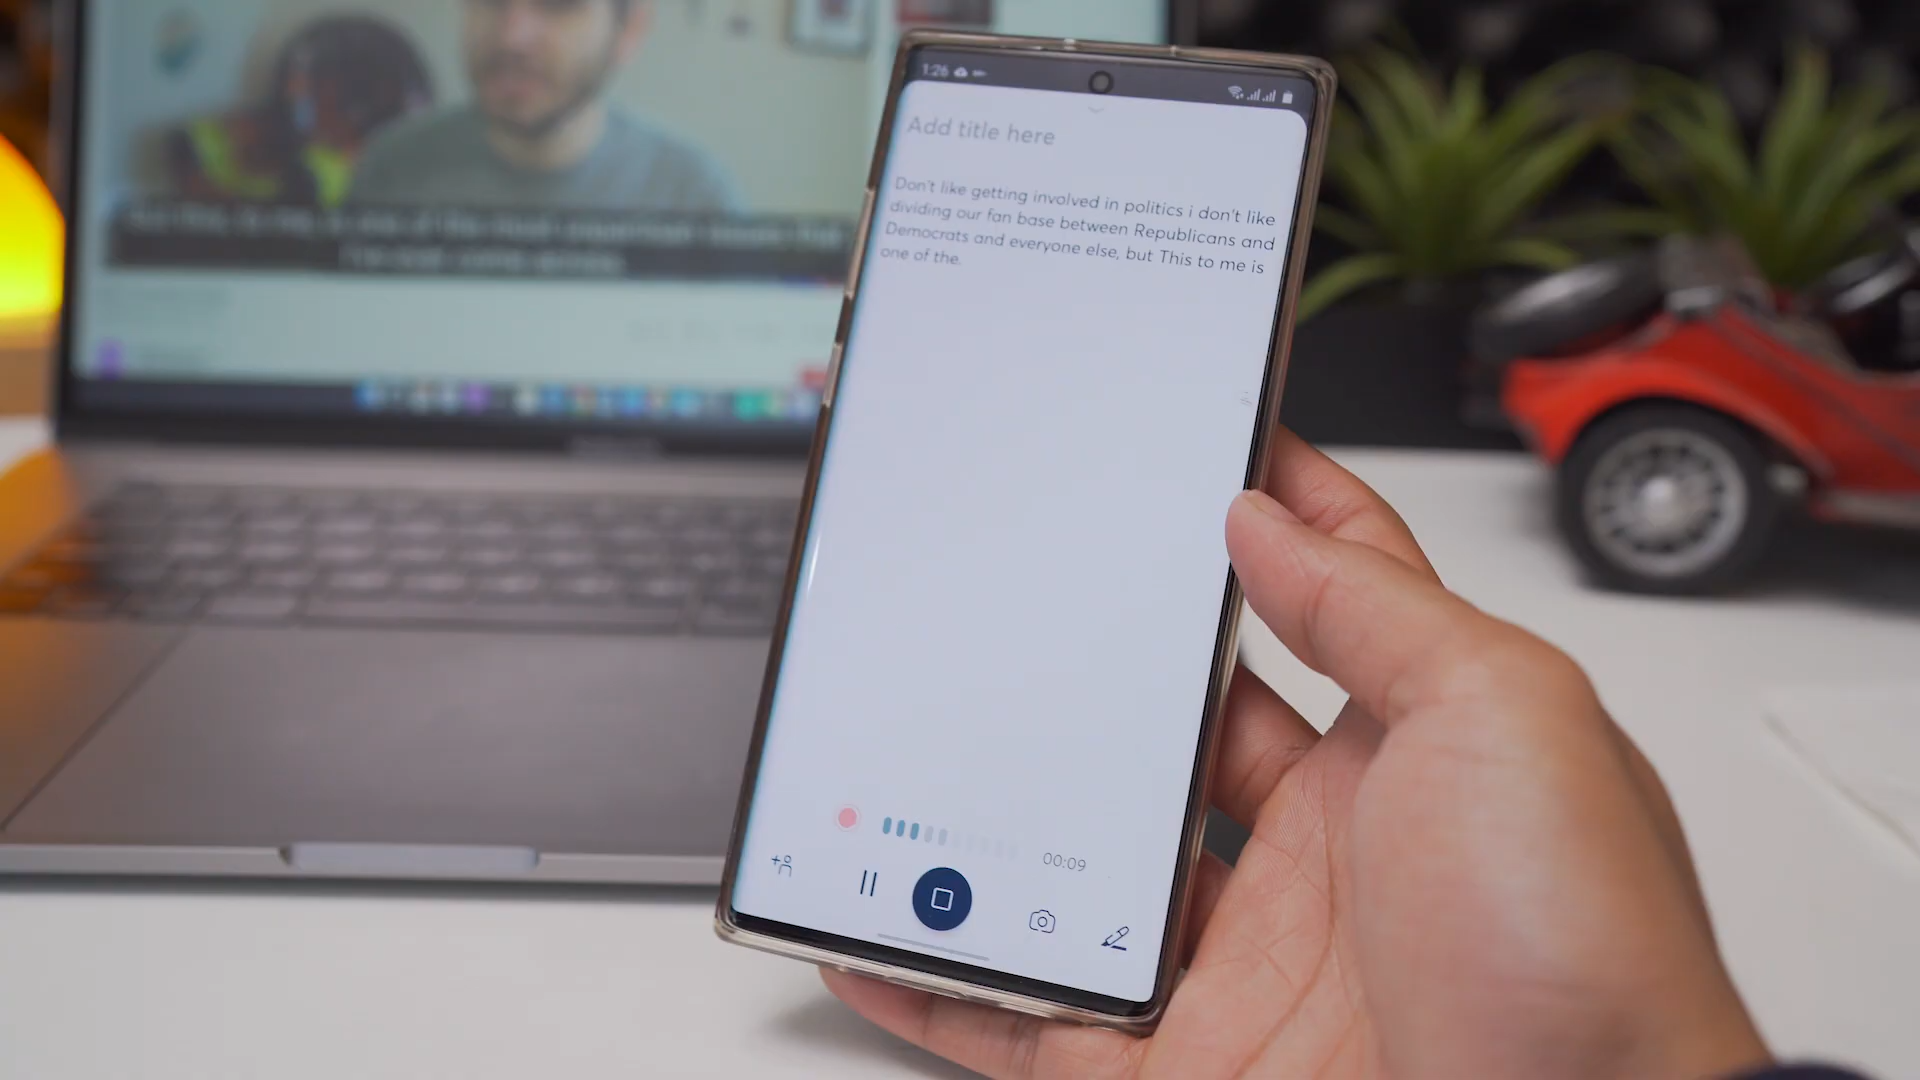 1:26
Add title here
Don't like getting involved in politics i don't like
dividing our fan base between Republicans and
Democrats and everyone else, but This to me is
one of the.
00:09